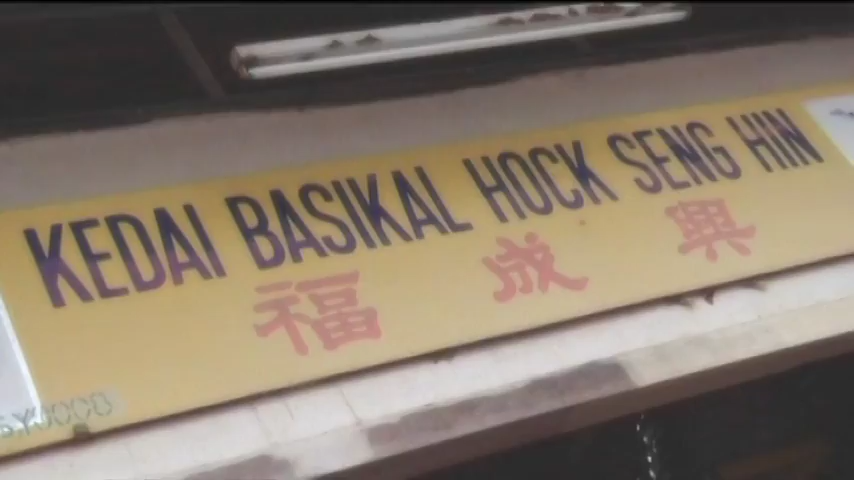 KEDAI BASIKAL HOCK SENG HIN
福成興